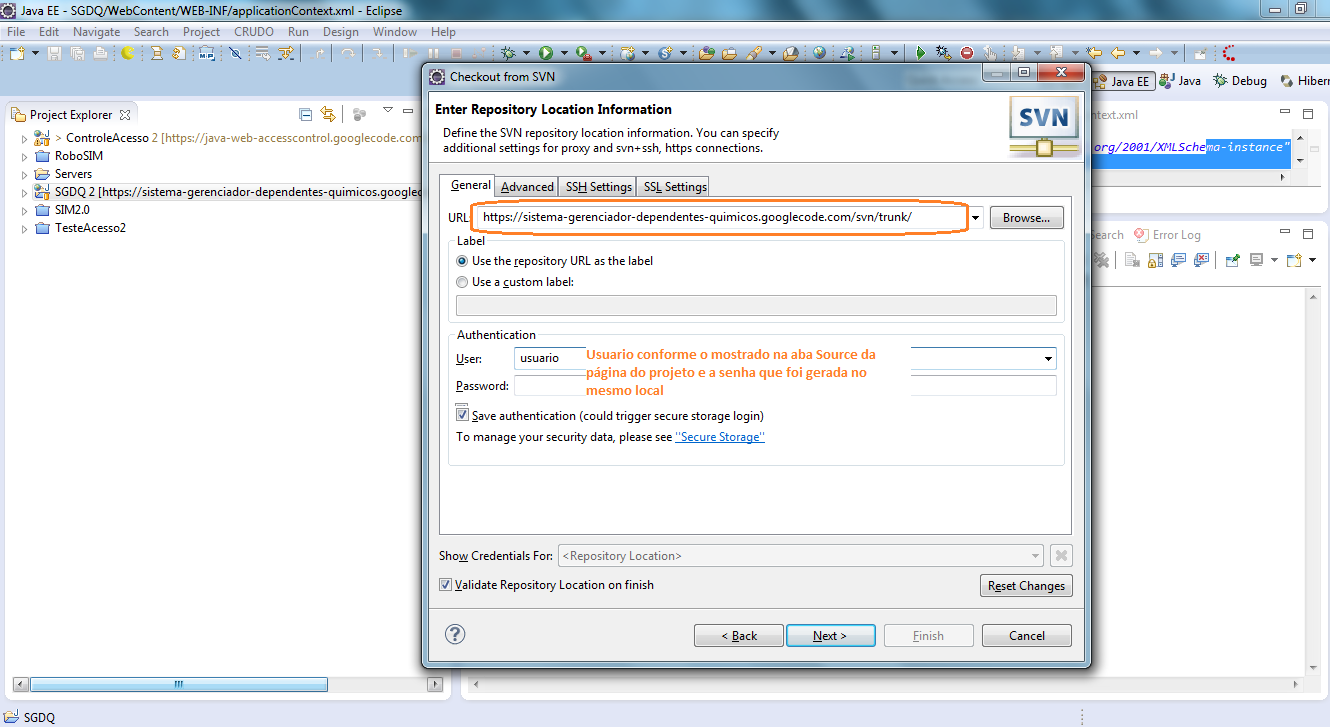 Java EE - SGDQ/WebContent/WEB-INF/applicationContext.xml - Eclipse
File Edit Navigate Search Project CRUDO Run Design Window Help
Java EE Java Debug Hibern
Project Explorer
> ControleAcesso 2 [https://java-web-accesscontrol.googlecode.com
RoboSIM
Servers
SGDQ 2 [https://sistema-gerenciador-dependentes-quimicos.googlec
SIM2.0
TesteAcesso2
ntext.xml
org/2001/XMLSchema-instance"
Search Error Log
Checkout from SVN
Enter Repository Location Information
Define the SVN repository location information. You can specify
additional settings for proxy and svn+ssh, https connections.
SVN
General Advanced SSH Settings SSL Settings
URL: https://sistema-gerenciador-dependentes-quimicos.googlecode.com/svn/trunk/ Browse...
Label
Use the repository URL as the label
Use a custom label:
Authentication
User: usuario
Password:
Usuario conforme o mostrado na aba Source da
página do projeto e a senha que foi gerada no
mesmo local
Save authentication (could trigger secure storage login)
To manage your security data, please see "Secure Storage"
Show Credentials For: <Repository Location>
Validate Repository Location on finish
Reset Changes
? < Back Next > Finish Cancel
SGDQ